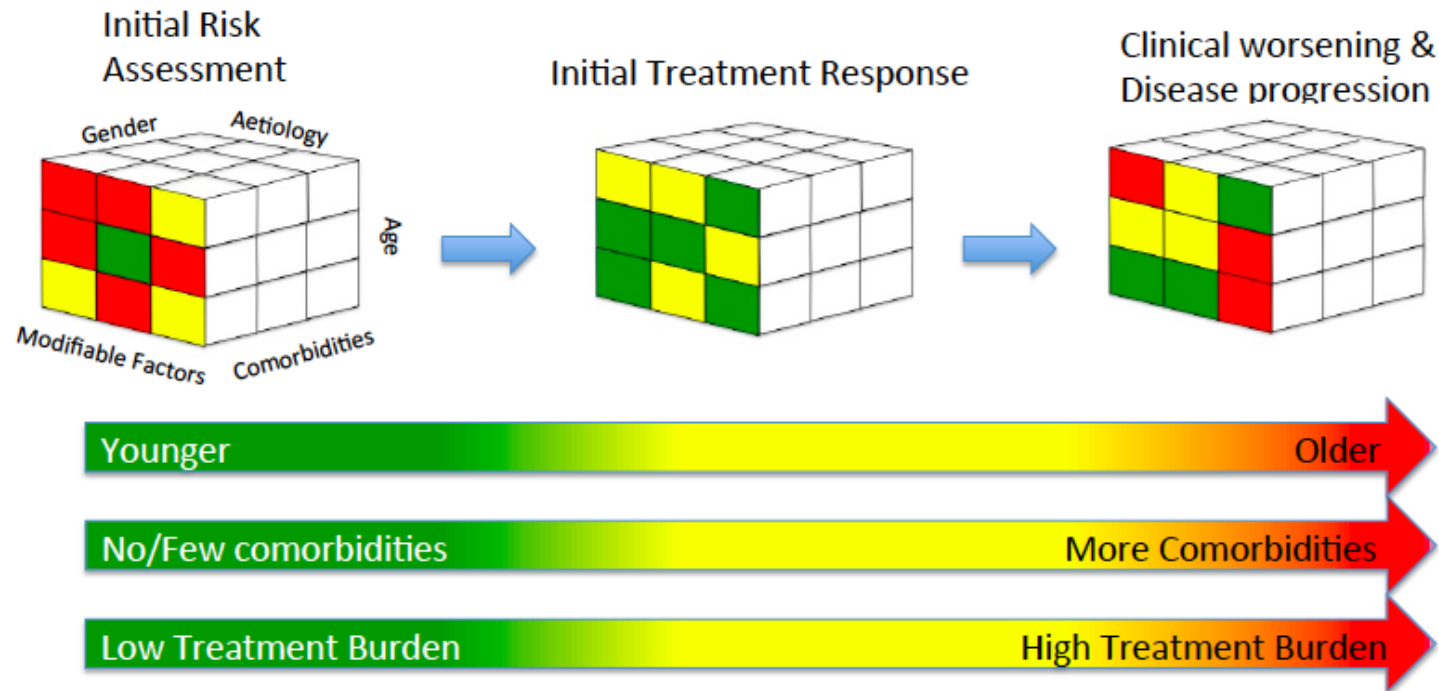 Initial Risk
Assessment
Initial Treatment Response
Clinical worsening &
Disease progression
Gender
Aetiology
Age
Modifiable Factors
Comorbidities
Younger
Older
No/Few comorbidities
More Comorbidities
Low Treatment Burden
High Treatment Burden